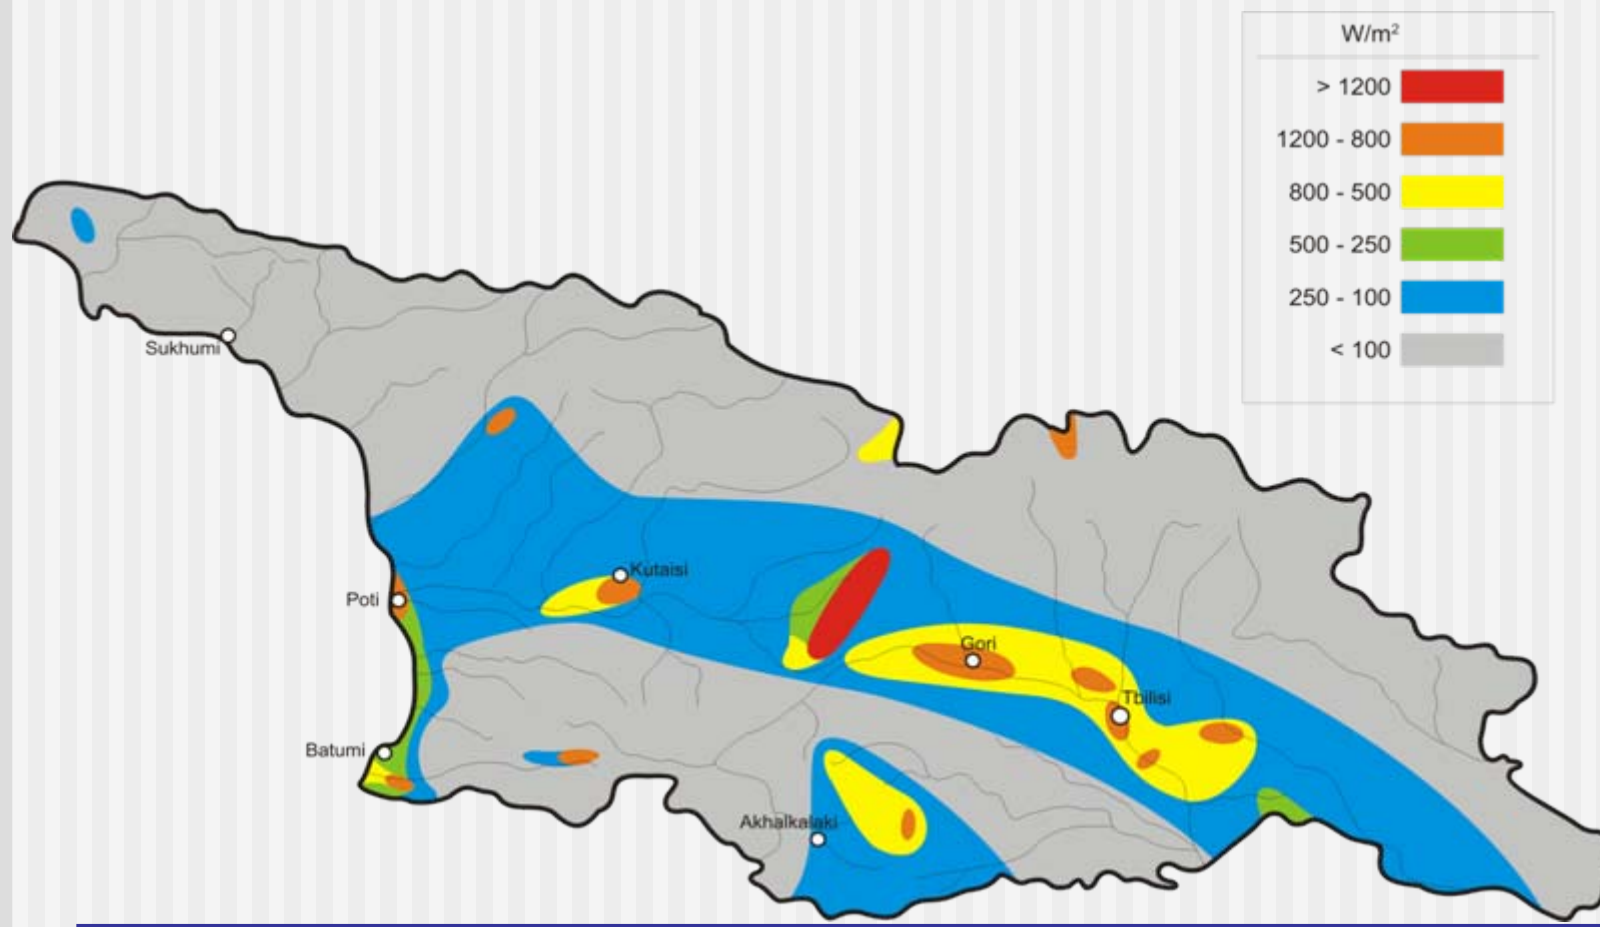 W/m²
> 1200
1200 - 800
800 - 500
500 - 250
250 - 100
< 100
Sukhumi
Kutaisi
Poti
Gori
Tbilisi
Batumi
Akhalkalaki